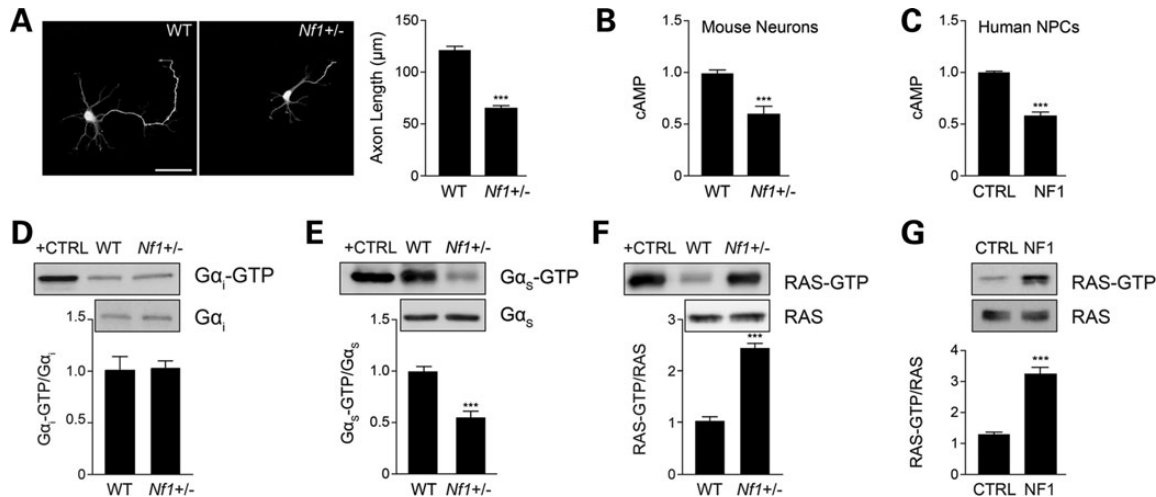 A
WT
Nf1+/-
Axon Length (µm)
150
100
50
0
***
WT
Nf1+/-
B
Mouse Neurons
cAMP
1.5
1.0
0.5
0
***
WT
Nf1+/-
C
Human NPCs
cAMP
1.5
1.0
0.5
0
***
CTRL
NF1
D
+CTRL WT Nf1+/-
Gαi-GTP
Gαi
Gαi-GTP/Gαi
1.5
1.0
0.5
0
WT
Nf1+/-
E
+CTRL WT Nf1+/-
Gαs-GTP
Gαs
Gαs-GTP/Gαs
1.5
1.0
0.5
0
***
WT
Nf1+/-
F
+CTRL WT Nf1+/-
RAS-GTP
RAS
RAS-GTP/RAS
3
2
1
0
***
WT
Nf1+/-
G
CTRL NF1
RAS-GTP
RAS
RAS-GTP/RAS
4
3
2
1
0
***
CTRL NF1